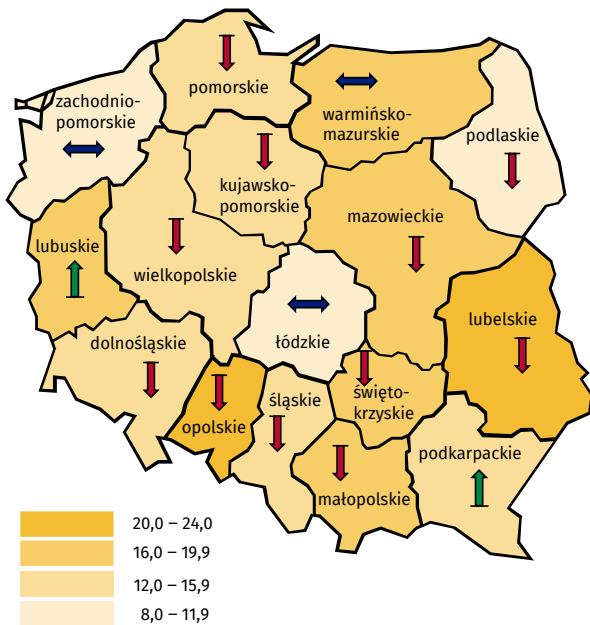 pomorskie
zachodnio-
pomorskie
warmińsko-
mazurskie
podlaskie
kujawsko-
pomorskie
mazowieckie
lubuskie
wielkopolskie
lubelskie
dolnośląskie
łódzkie
święto-
krzyskie
śląskie
opolskie
podkarpackie
małopolskie
20,0 – 24,0
16,0 – 19,9
12,0 – 15,9
8,0 – 11,9